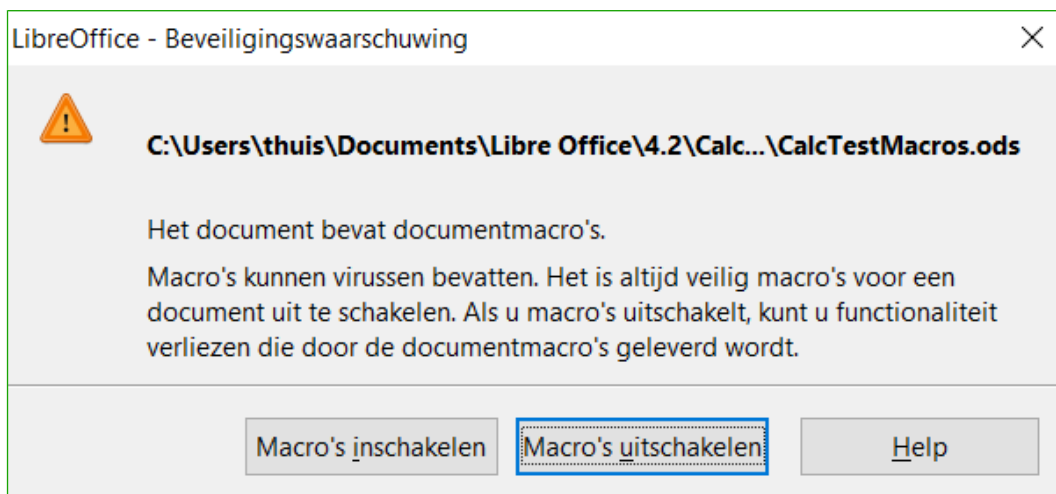 LibreOffice - Beveiligingswaarschuwing
C:\Users\thuis\Documents\Libre Office\4.2\Calc...\CalcTestMacros.ods
Het document bevat documentmacro's.
Macro's kunnen virussen bevatten. Het is altijd veilig macro's voor een
document uit te schakelen. Als u macro's uitschakelt, kunt u functionaliteit
verliezen die door de documentmacro's geleverd wordt.
Macro's inschakelen Macro's uitschakelen Help